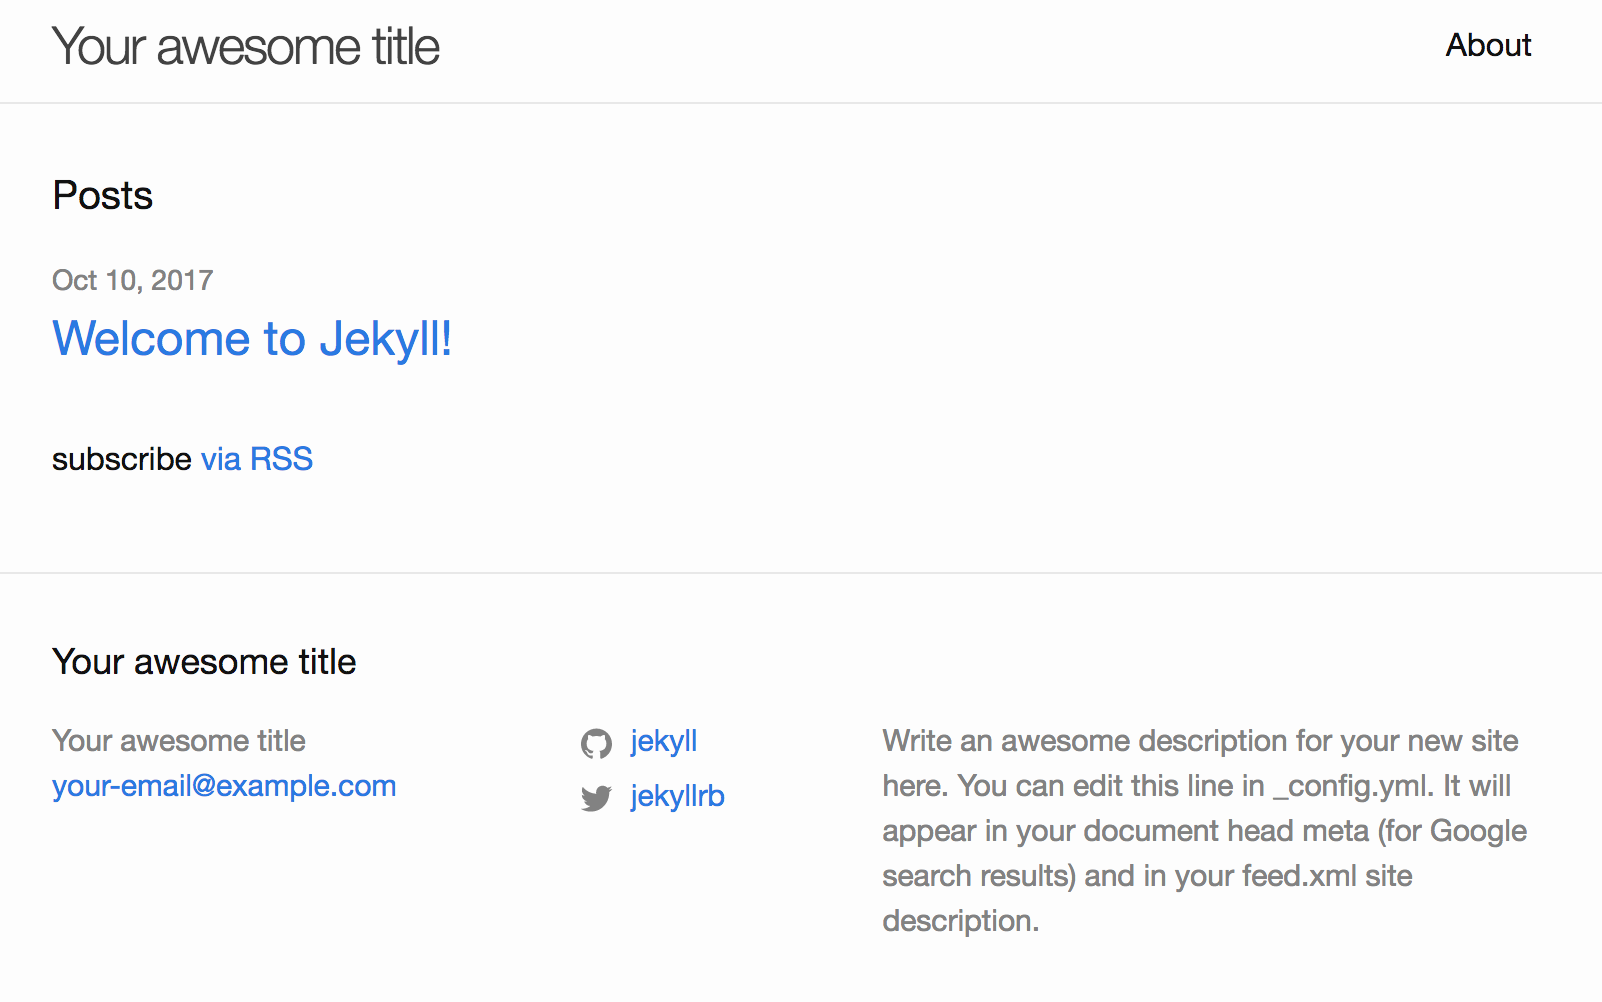 Your awesome title
About
Posts
Oct 10, 2017
Welcome to Jekyll!
subscribe via RSS
Your awesome title
Your awesome title
your-email@example.com
jekyll
jekyllrb
Write an awesome description for your new site
here. You can edit this line in _config.yml. It will
appear in your document head meta (for Google
search results) and in your feed.xml site
description.